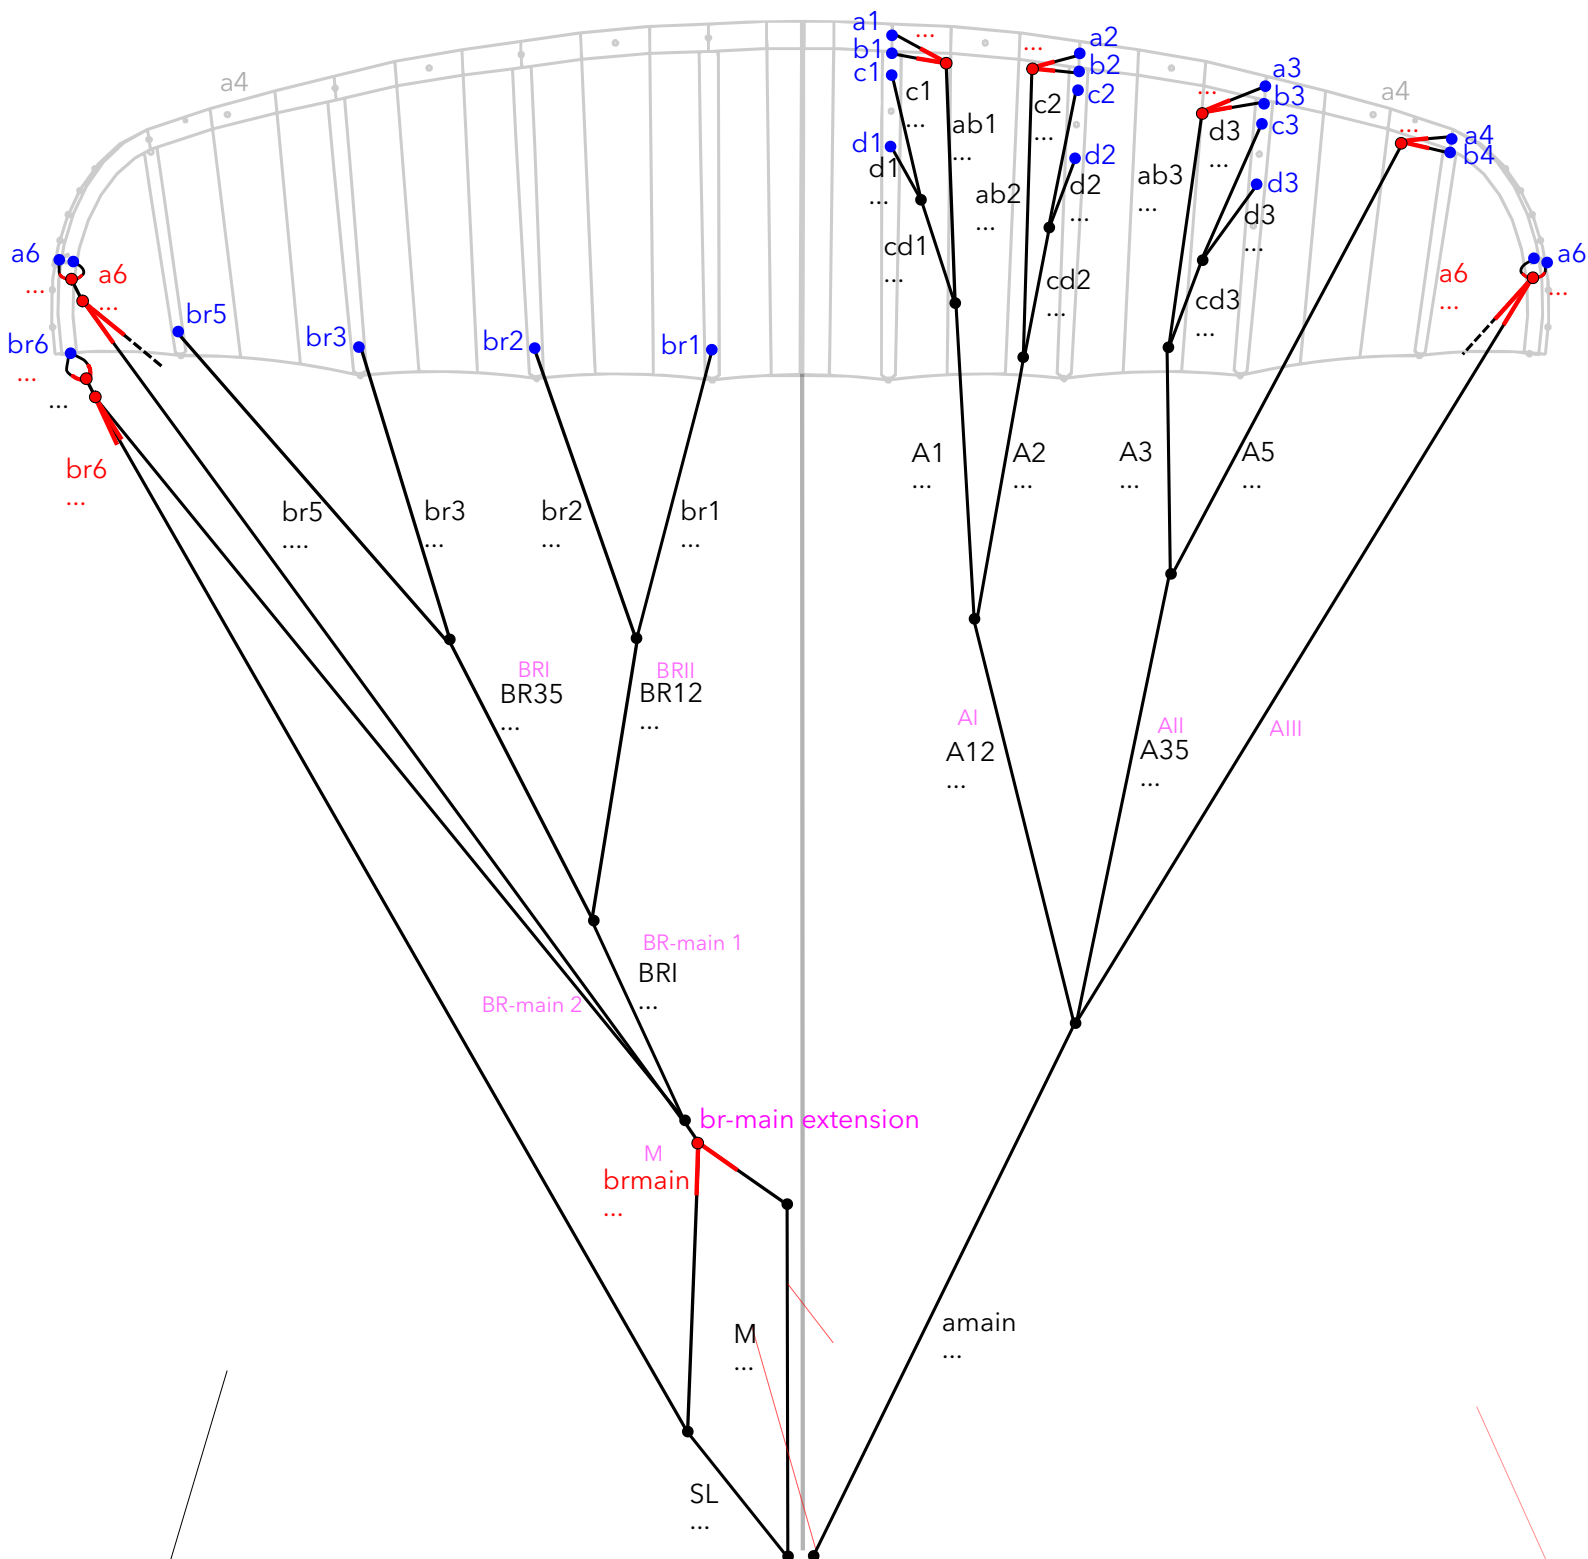 a1
...
b1
c1
c1
...
ab1
...
d1
d1
...
cd1
...
...
a2
b2
c2
c2
...
d2
d2
...
ab2
...
cd2
...
a3
...
b3
c3
d3
...
ab3
...
d3
d3
...
cd3
...
a4
a4
...
a4
b4
a6
...
a6
...
a6
...
a6
...
br6
...
...
br6
...
br5
br3
br2
br1
br5
....
br3
...
br2
...
br1
...
A1
...
A2
...
A3
...
A5
...
BRI
BR35
...
BRII
BR12
...
AI
A12
...
AII
A35
...
AIII
BR-main 1
BRI
...
BR-main 2
br-main extension
M
brmain
...
M
...
amain
...
SL
...